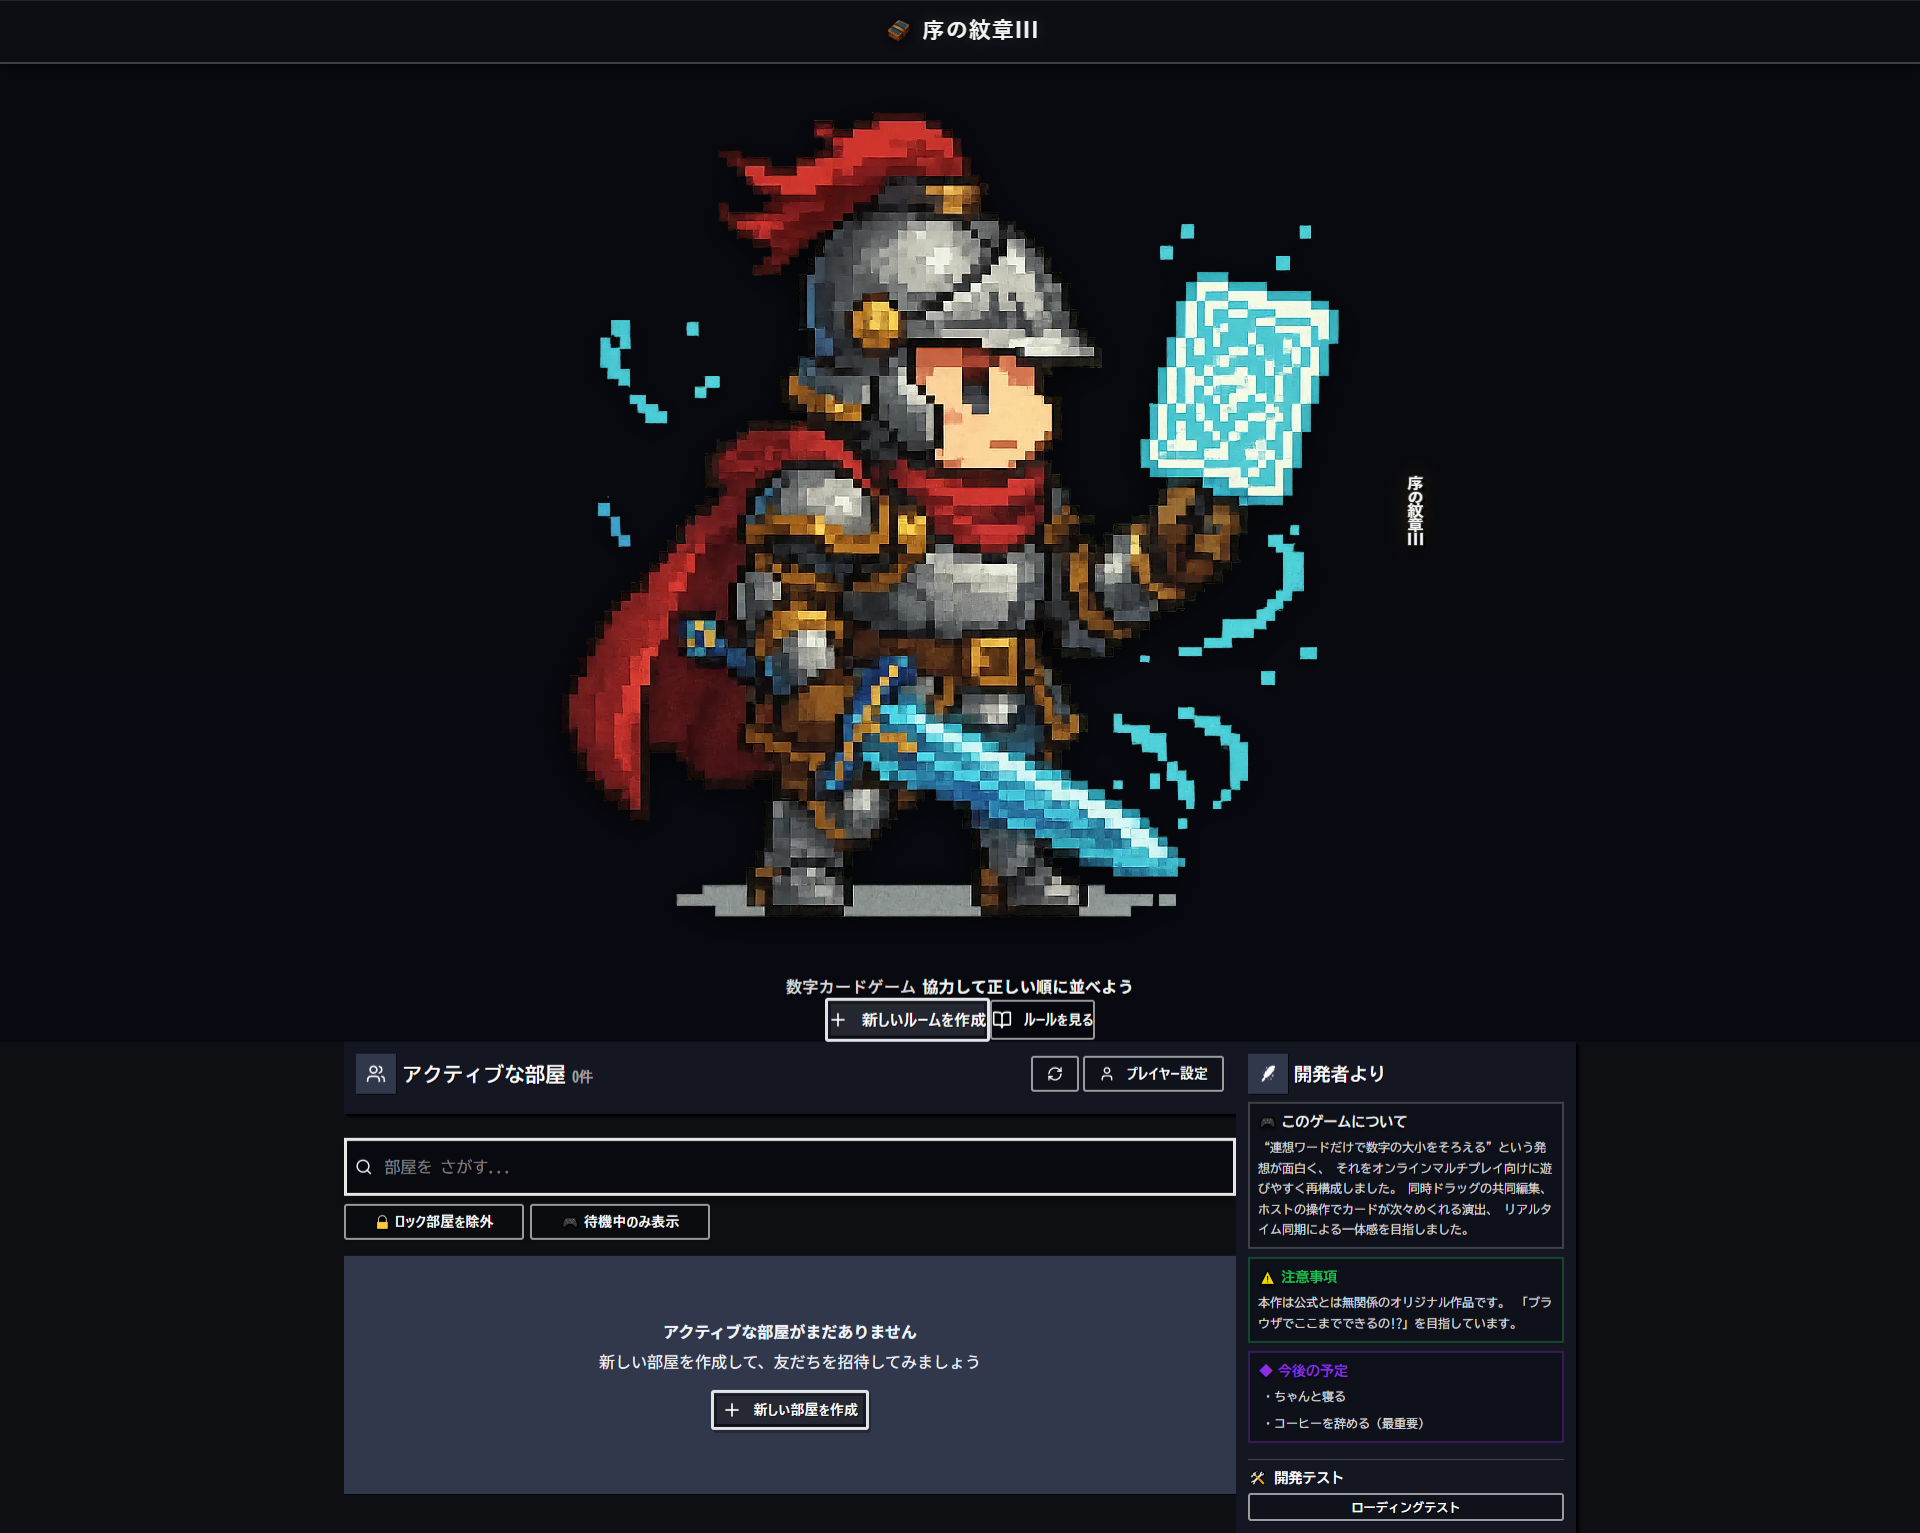 序の紋章III
序の紋章III
数字カードゲーム 協力して正しい順に並べよう
新しいルームを作成
ルールを見る
アクティブな部屋 0件
プレイヤー設定
部屋を さがす...
ロック部屋を除外
待機中のみ表示
アクティブな部屋がまだありません
新しい部屋を作成して、友だちを招待してみましょう
新しい部屋を作成
開発者より
このゲームについて
“連想ワードだけで数字の大小をそろえる”という発
想が面白く、 それをオンラインマルチプレイ向けに遊
びやすく再構成しました。 同時ドラッグの共同編集、
ホストの操作でカードが次々めくれる演出、 リアルタ
イム同期による一体感を目指しました。
注意事項
本作は公式とは無関係のオリジナル作品です。 「ブラ
ウザでここまでできるの!?」を目指しています。
今後の予定
・ちゃんと寝る
・コーヒーを辞める（最重要）
開発テスト
ローディングテスト